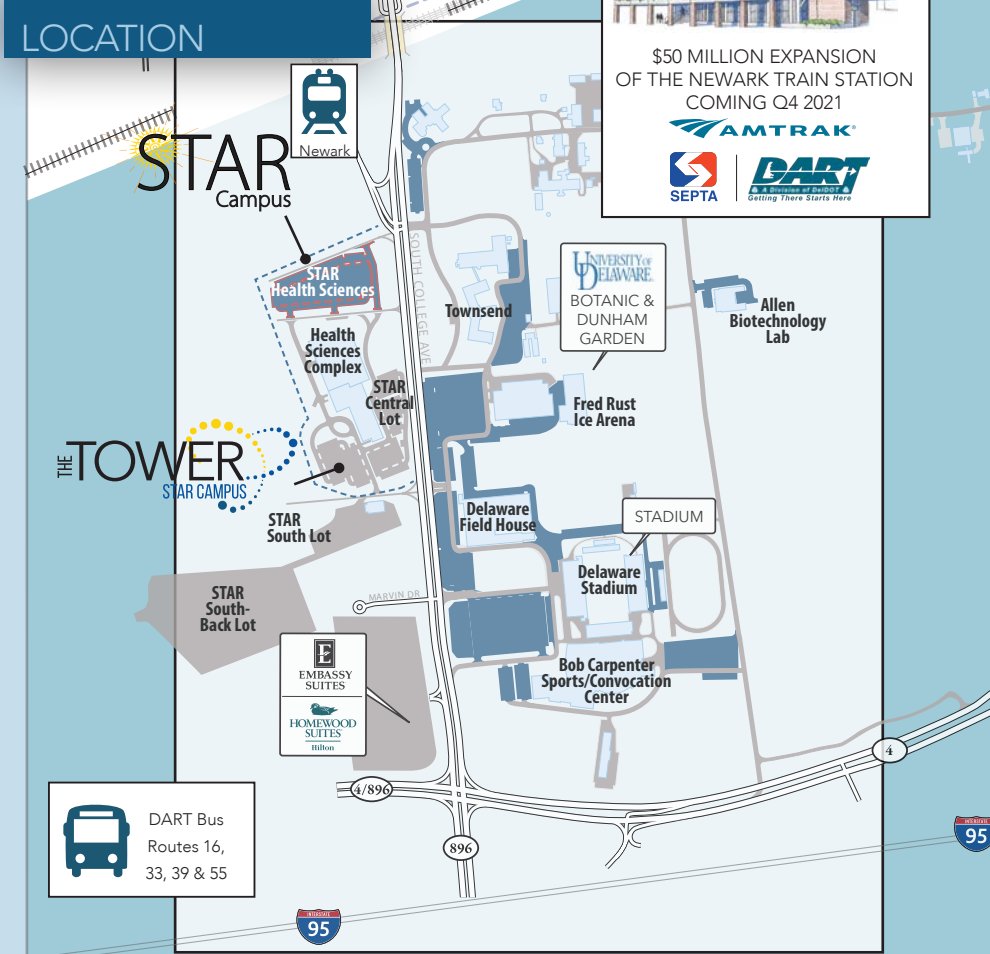 LOCATION
$50 MILLION EXPANSION
OF THE NEWARK TRAIN STATION
COMING Q4 2021
AMTRAK
SEPTA
DART
A Division of DelDOT
Getting There Starts Here
Newark
STAR
Campus
SOUTH COLLEGE AVE
STAR
Health Sciences
Townsend
UNIVERSITY OF
DELAWARE
BOTANIC &
DUNHAM
GARDEN
Allen
Biotechnology
Lab
Health
Sciences
Complex
STAR
Central
Lot
Fred Rust
Ice Arena
THE TOWER
STAR CAMPUS
STAR
South Lot
Delaware
Field House
STADIUM
Delaware
Stadium
STAR
South-
Back Lot
MARVIN DR
E
EMBASSY
SUITES
HOMEWOOD
SUITES
Hilton
Bob Carpenter
Sports/Convocation
Center
4
4/896
896
DART Bus
Routes 16,
33, 39 & 55
INTERSTATE
95
INTERSTATE
95